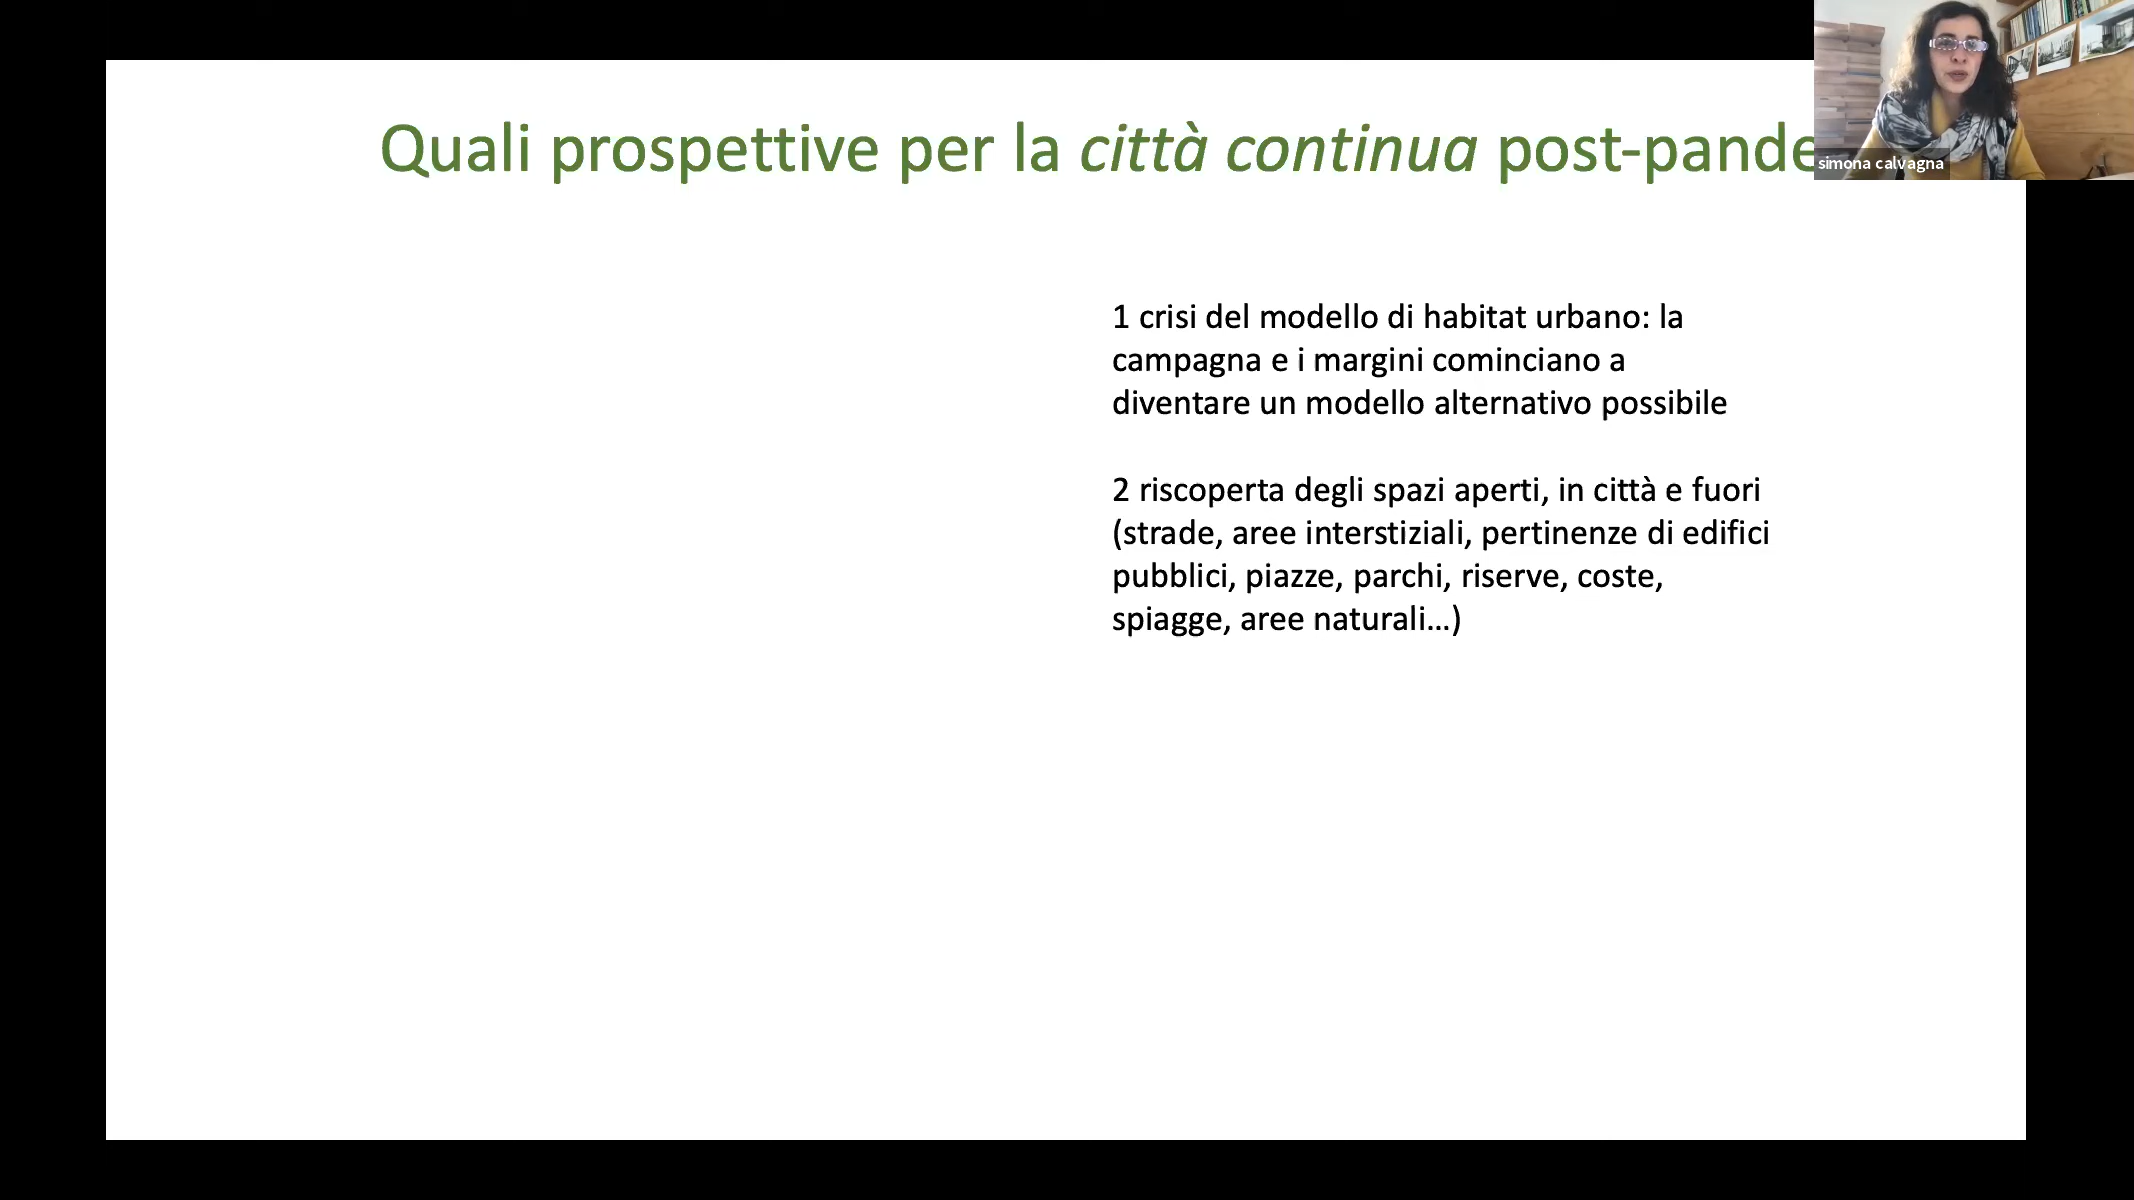 Quali prospettive per la città continua post-pande
simona calvagna
1 crisi del modello di habitat urbano: la
campagna e i margini cominciano a
diventare un modello alternativo possibile
2 riscoperta degli spazi aperti, in città e fuori
(strade, aree interstiziali, pertinenze di edifici
pubblici, piazze, parchi, riserve, coste,
spiagge, aree naturali...)